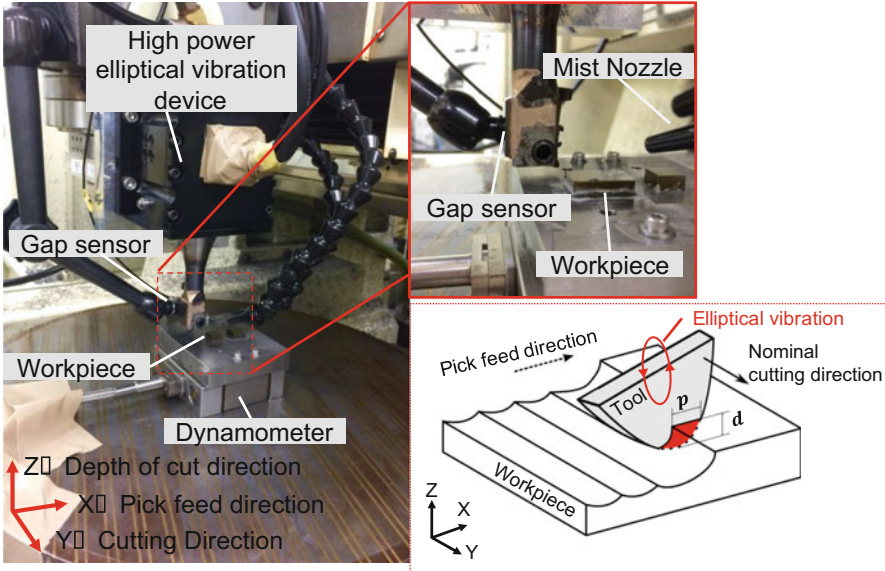 High power
elliptical vibration
device
Gap sensor
Workpiece
Dynamometer
Z▯ Depth of cut direction
X▯ Pick feed direction
Y▯ Cutting Direction
Mist Nozzle
Gap sensor
Workpiece
Elliptical vibration
Pick feed direction
Nominal
cutting direction
Tool
p
d
Workpiece
Z
X
Y